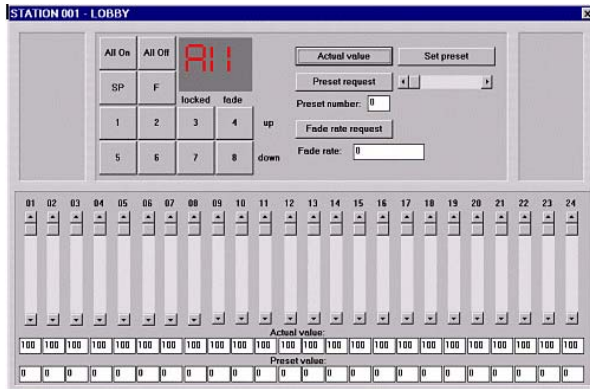 STATION 001 - LOBBY
All On All Off All Actual value Set preset
SP F Preset request
locked fade Preset number: 0
1 2 3 4 up Fade rate request
5 6 7 8 down Fade rate: 0
01 02 03 04 05 06 07 08 09 10 11 12 13 14 15 16 17 18 19 20 21 22 23 24
Actual value:
100 100 100 100 100 100 100 100 100 100 100 100 100 100 100 100 100 100 100 100 100 100 100 100
Preset value:
0 0 0 0 0 0 0 0 0 0 0 0 0 0 0 0 0 0 0 0 0 0 0 0